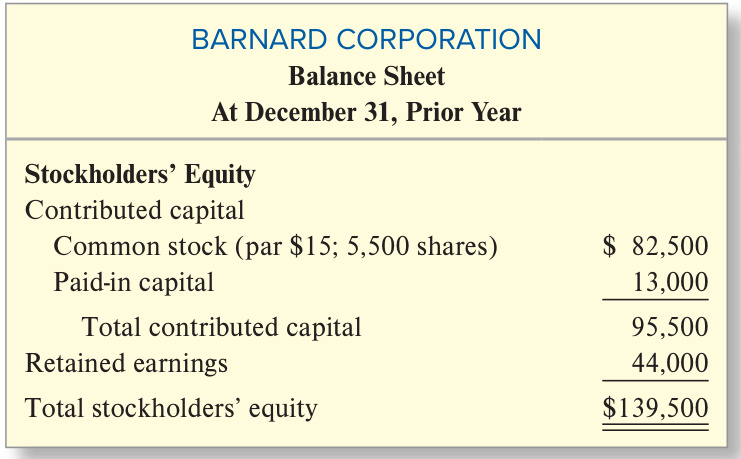 BARNARD CORPORATION
Balance Sheet
At December 31, Prior Year
Stockholders’ Equity
Contributed capital
Common stock (par $15; 5,500 shares) $ 82,500
Paid-in capital 13,000
Total contributed capital 95,500
Retained earnings 44,000
Total stockholders’ equity $139,500